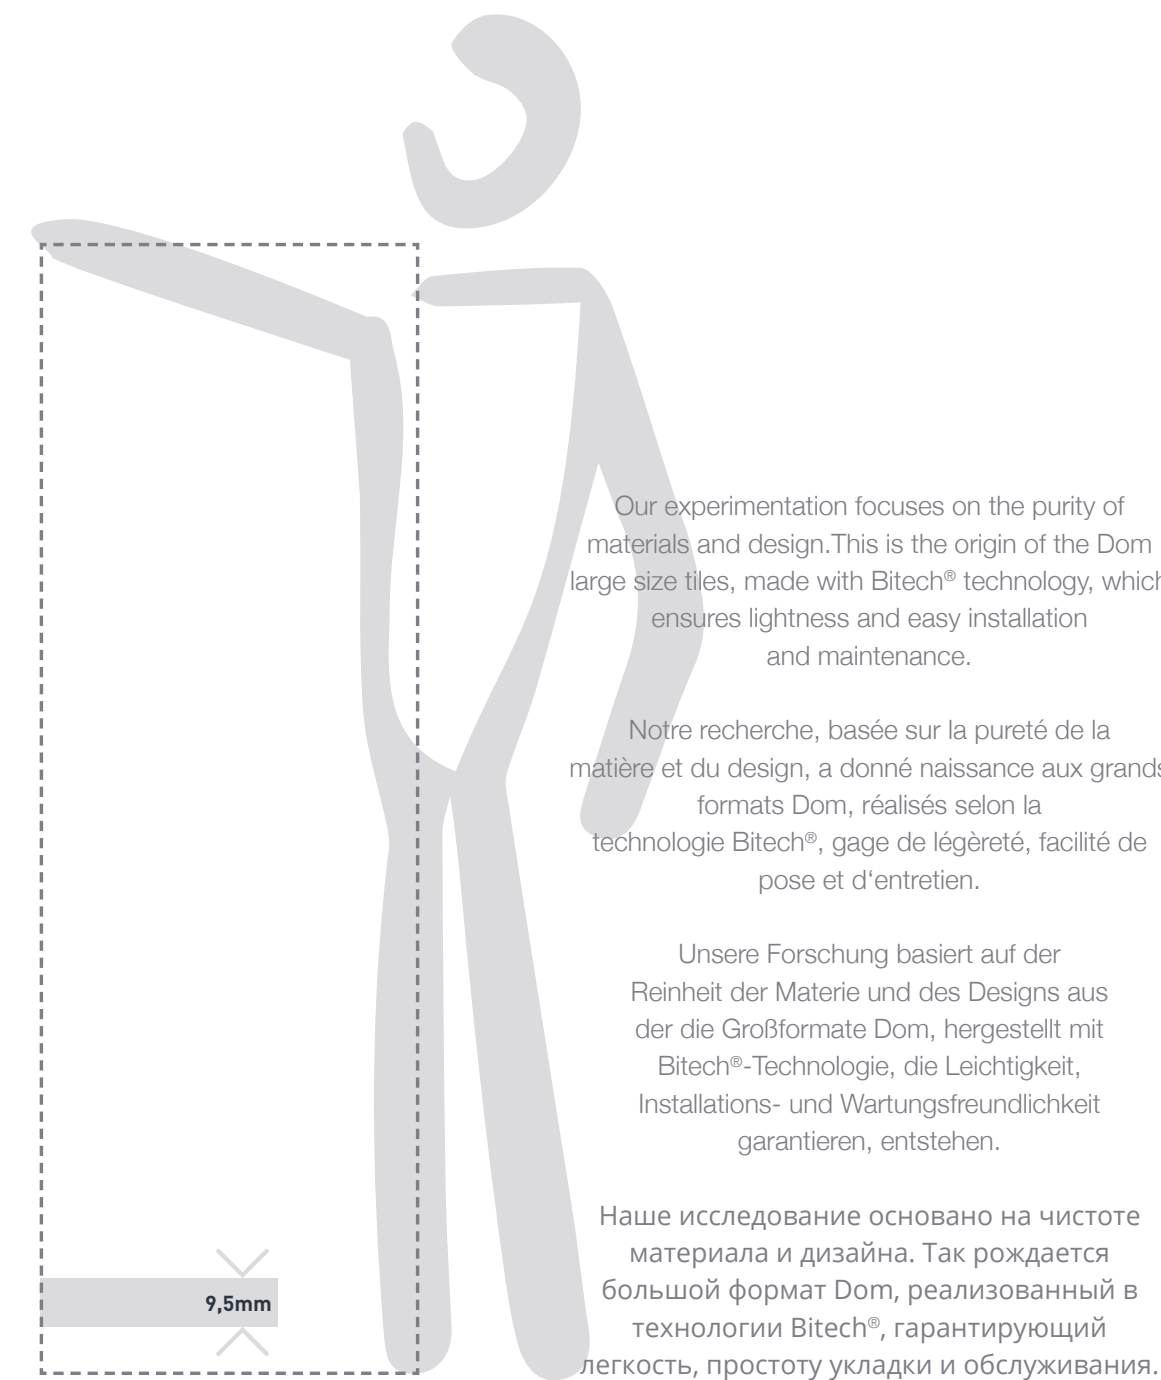 Our experimentation focuses on the purity of
materials and design.This is the origin of the Dom
large size tiles, made with Bitech® technology, which
ensures lightness and easy installation
and maintenance.
Notre recherche, basée sur la pureté de la
matière et du design, a donné naissance aux grands
formats Dom, réalisés selon la
technologie Bitech®, gage de légèreté, facilité de
pose et d‘entretien.
Unsere Forschung basiert auf der
Reinheit der Materie und des Designs aus
der die Großformate Dom, hergestellt mit
Bitech®-Technologie, die Leichtigkeit,
Installations- und Wartungsfreundlichkeit
garantieren, entstehen.
Наше исследование основано на чистоте
материала и дизайна. Так рождается
большой формат Dom, реализованный в
технологии Bitech®, гарантирующий
легкость, простоту укладки и обслуживания.
9,5mm